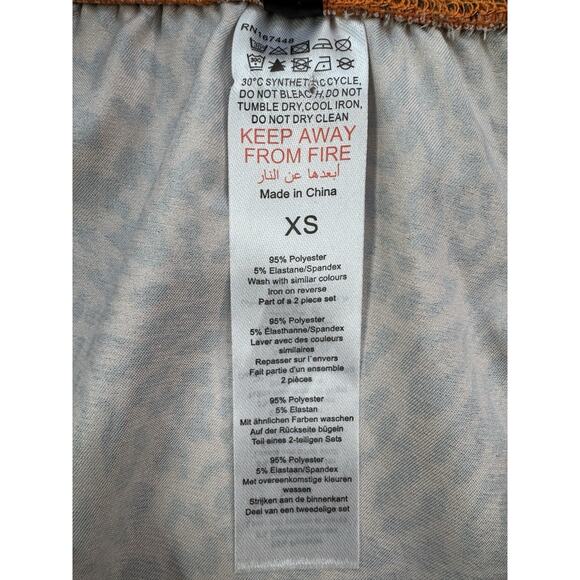 RN167448
30°C SYNTHETIC CYCLE,
DO NOT BLEACH, DO NOT
TUMBLE DRY, COOL IRON,
DO NOT DRY CLEAN
KEEP AWAY
FROM FIRE
أبعدها عن النار
Made in China
XS
95% Polyester
5% Elastane/Spandex
Wash with similar colours
Iron on reverse
Part of a 2 piece set
95% Polyester
5% Élasthanne/Spandex
Laver avec des couleurs
similaires
Repasser sur l'envers
Fait partie d'un ensemble
2 pièces
95% Polyester
5% Elastan
Mit ähnlichen Farben waschen
Auf der Rückseite bügeln
Teil eines 2-teiligen Sets
95% Polyester
5% Elastaan/Spandex
Met overeenkomstige kleuren
wassen
Strijken aan de binnenkant
Deel van een tweedelige set